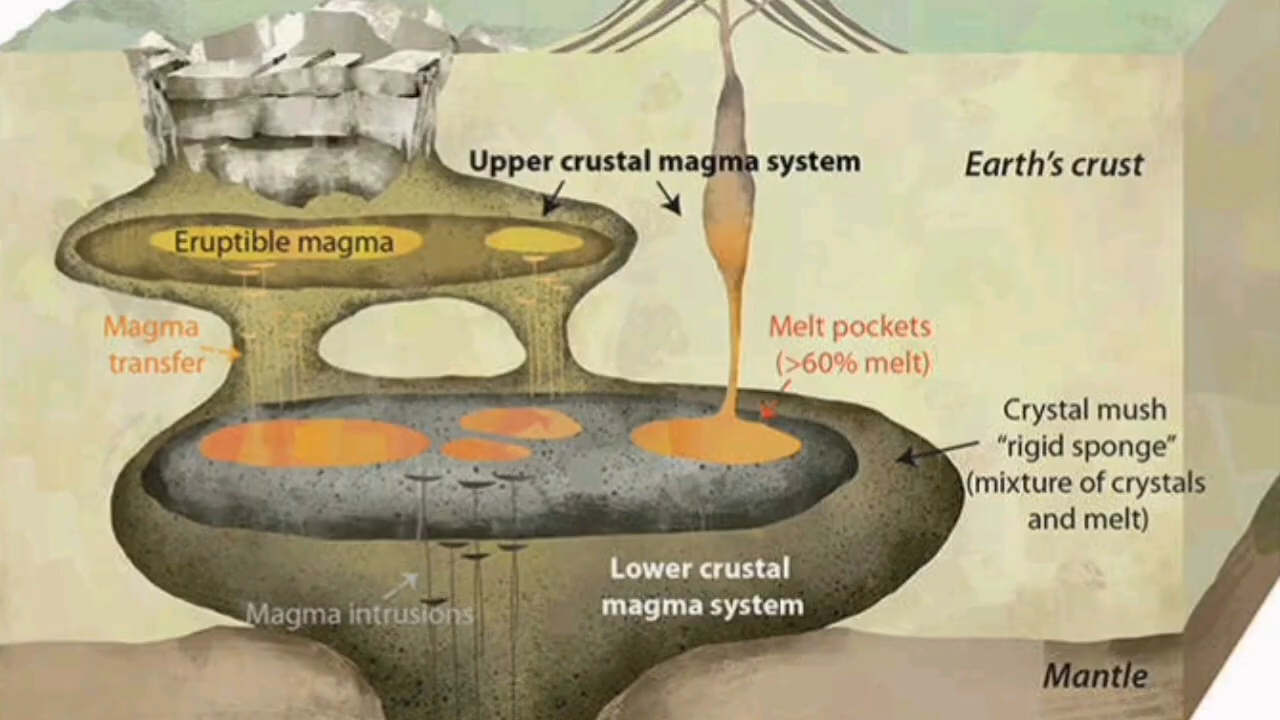 Upper crustal magma system
Earth’s crust
Eruptible magma
Magma
transfer
Melt pockets
(>60% melt)
Crystal mush
“rigid sponge”
(mixture of crystals
and melt)
Lower crustal
magma system
Magma intrusions
Mantle